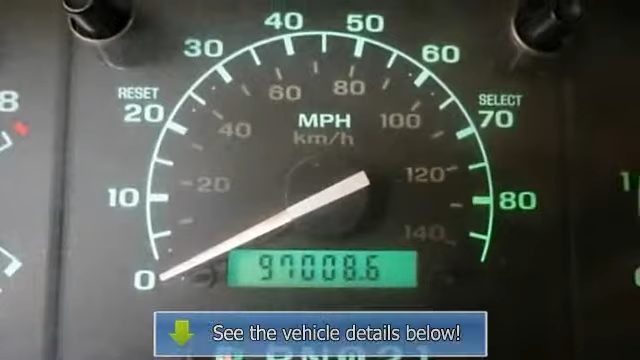 40 50
30 60
60 80
RESET SELECT
20 MPH 70
40 km/h 100
20 120
10 80
140
0 97008.6
8
See the vehicle details below!